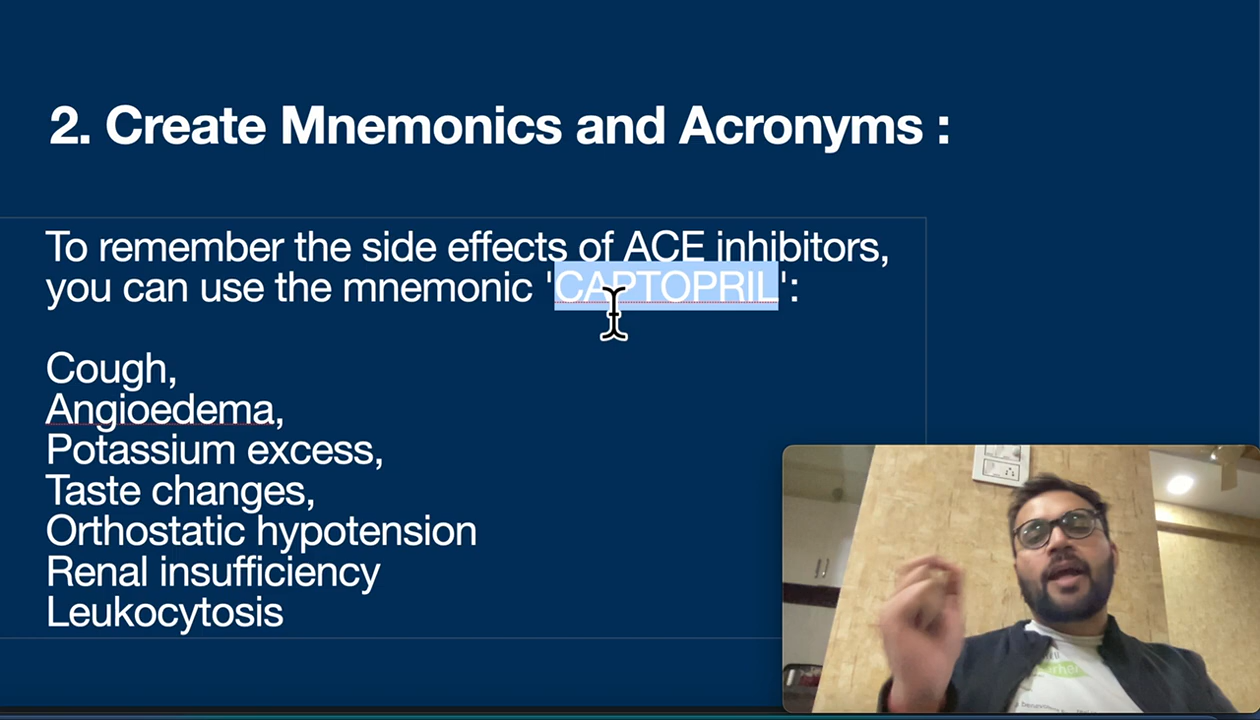 2. Create Mnemonics and Acronyms :
To remember the side effects of ACE inhibitors,
you can use the mnemonic 'CAPTOPRIL':
Cough,
Angioedema,
Potassium excess,
Taste changes,
Orthostatic hypotension
Renal insufficiency
Leukocytosis